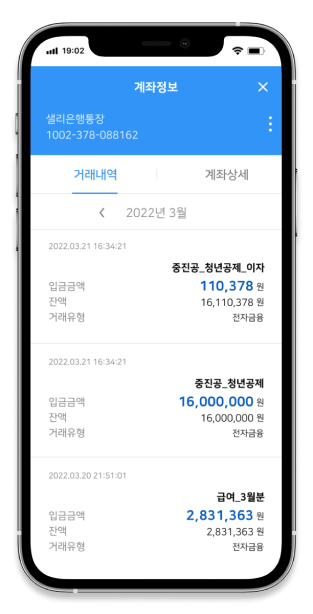 19:02
계좌정보 ×
샐리은행통장
1002-378-088162
거래내역 계좌상세
< 2022년 3월
2022.03.21 16:34:21
중진공_청년공제_이자
입금금액 110,378 원
잔액 16,110,378 원
거래유형 전자금융
2022.03.21 16:34:21
중진공_청년공제
입금금액 16,000,000 원
잔액 16,000,000 원
거래유형 전자금융
2022.03.20 21:51:01
급여_3월분
입금금액 2,831,363 원
잔액 2,831,363 원
거래유형 전자금융